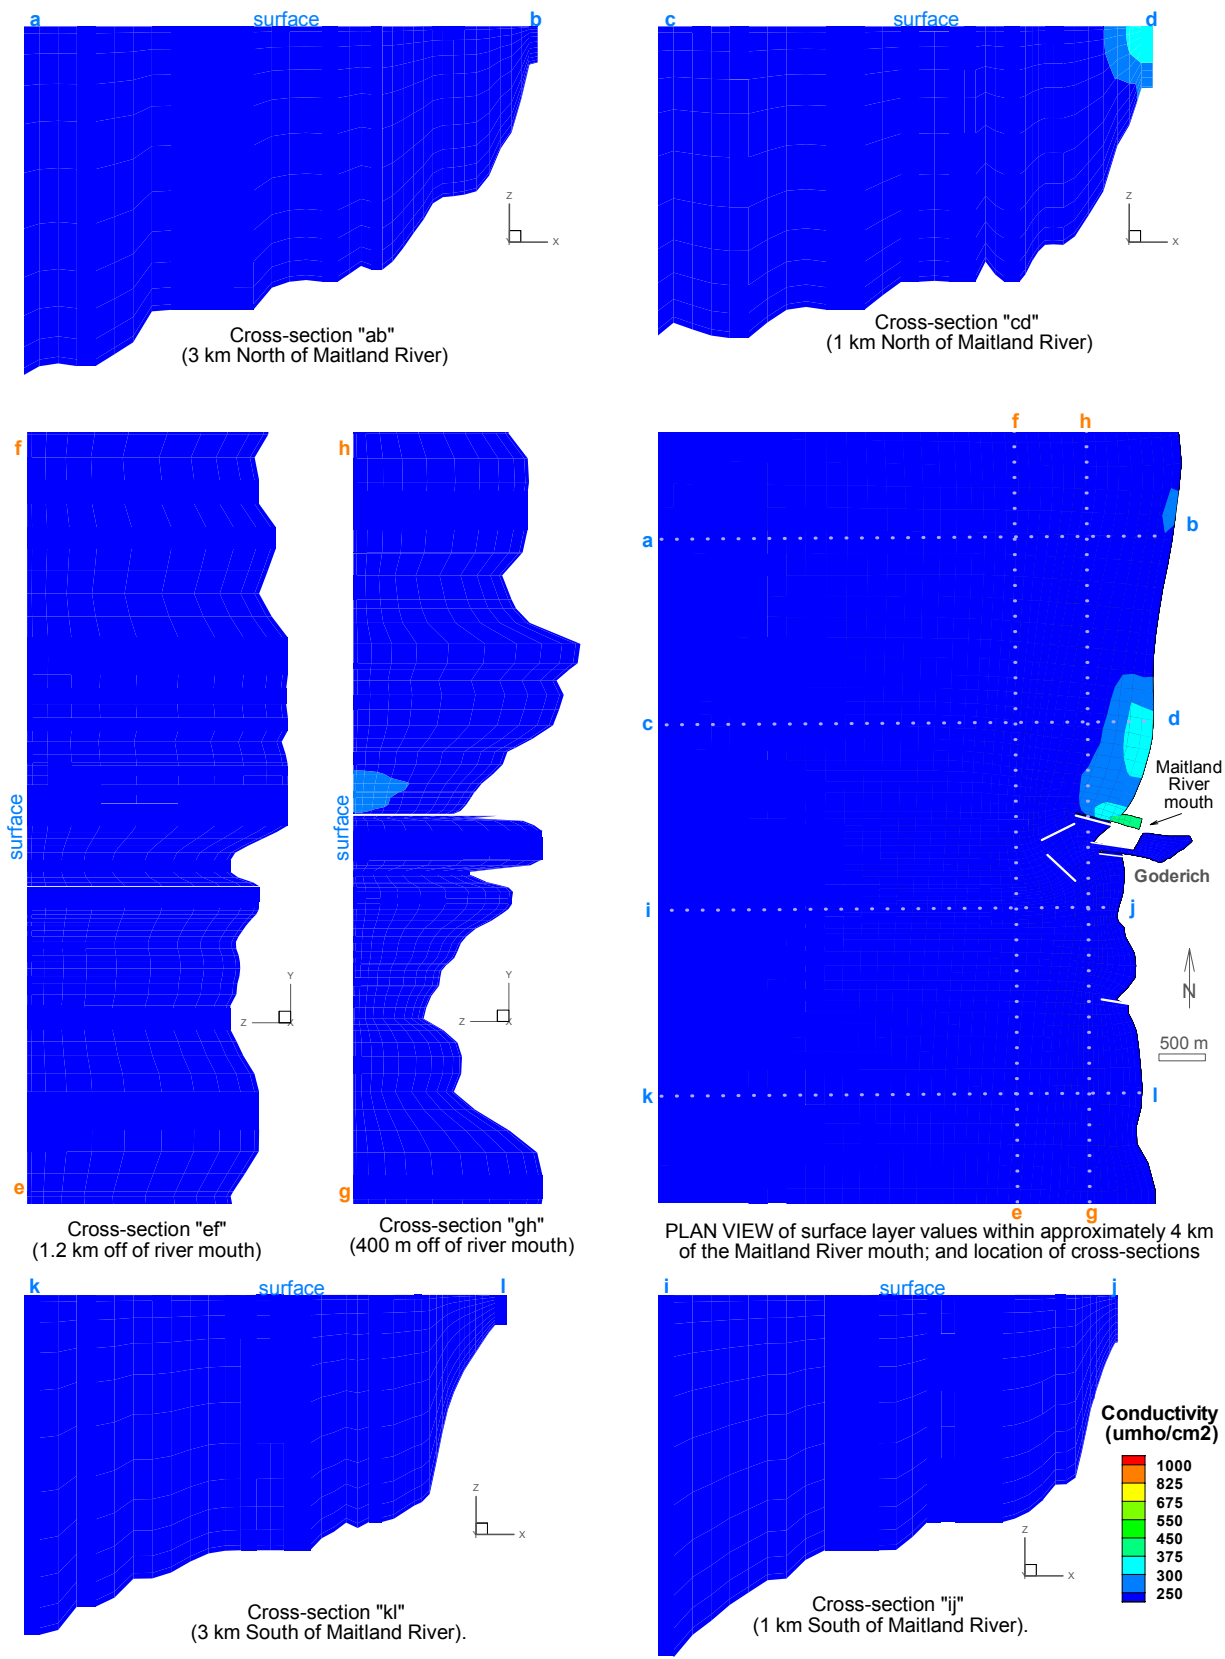 a
surface
b
Z
Y
X
Cross-section "ab"
(3 km North of Maitland River)
c
surface
d
Z
Y
X
Cross-section "cd"
(1 km North of Maitland River)
f
surface
e
Y
Z
X
Cross-section "ef"
(1.2 km off of river mouth)
h
surface
g
Y
Z
X
Cross-section "gh"
(400 m off of river mouth)
f
h
a
b
c
d
Maitland
River
mouth
Goderich
i
j
N
500 m
k
l
e
g
PLAN VIEW of surface layer values within approximately 4 km
of the Maitland River mouth; and location of cross-sections
k
surface
l
Z
Y
X
Cross-section "kl"
(3 km South of Maitland River).
i
surface
j
Z
Y
X
Cross-section "ij"
(1 km South of Maitland River).
Conductivity
(umho/cm2)
1000
825
675
550
450
375
300
250